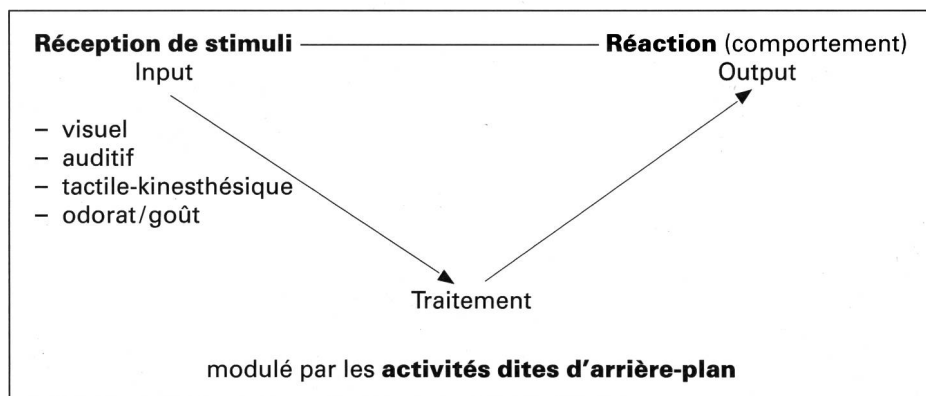 Réception de stimuli
Réaction (comportement)
Input
Output
– visuel
– auditif
– tactile-kinesthésique
– odorat/goût
Traitement
modulé par les activités dites d'arrière-plan